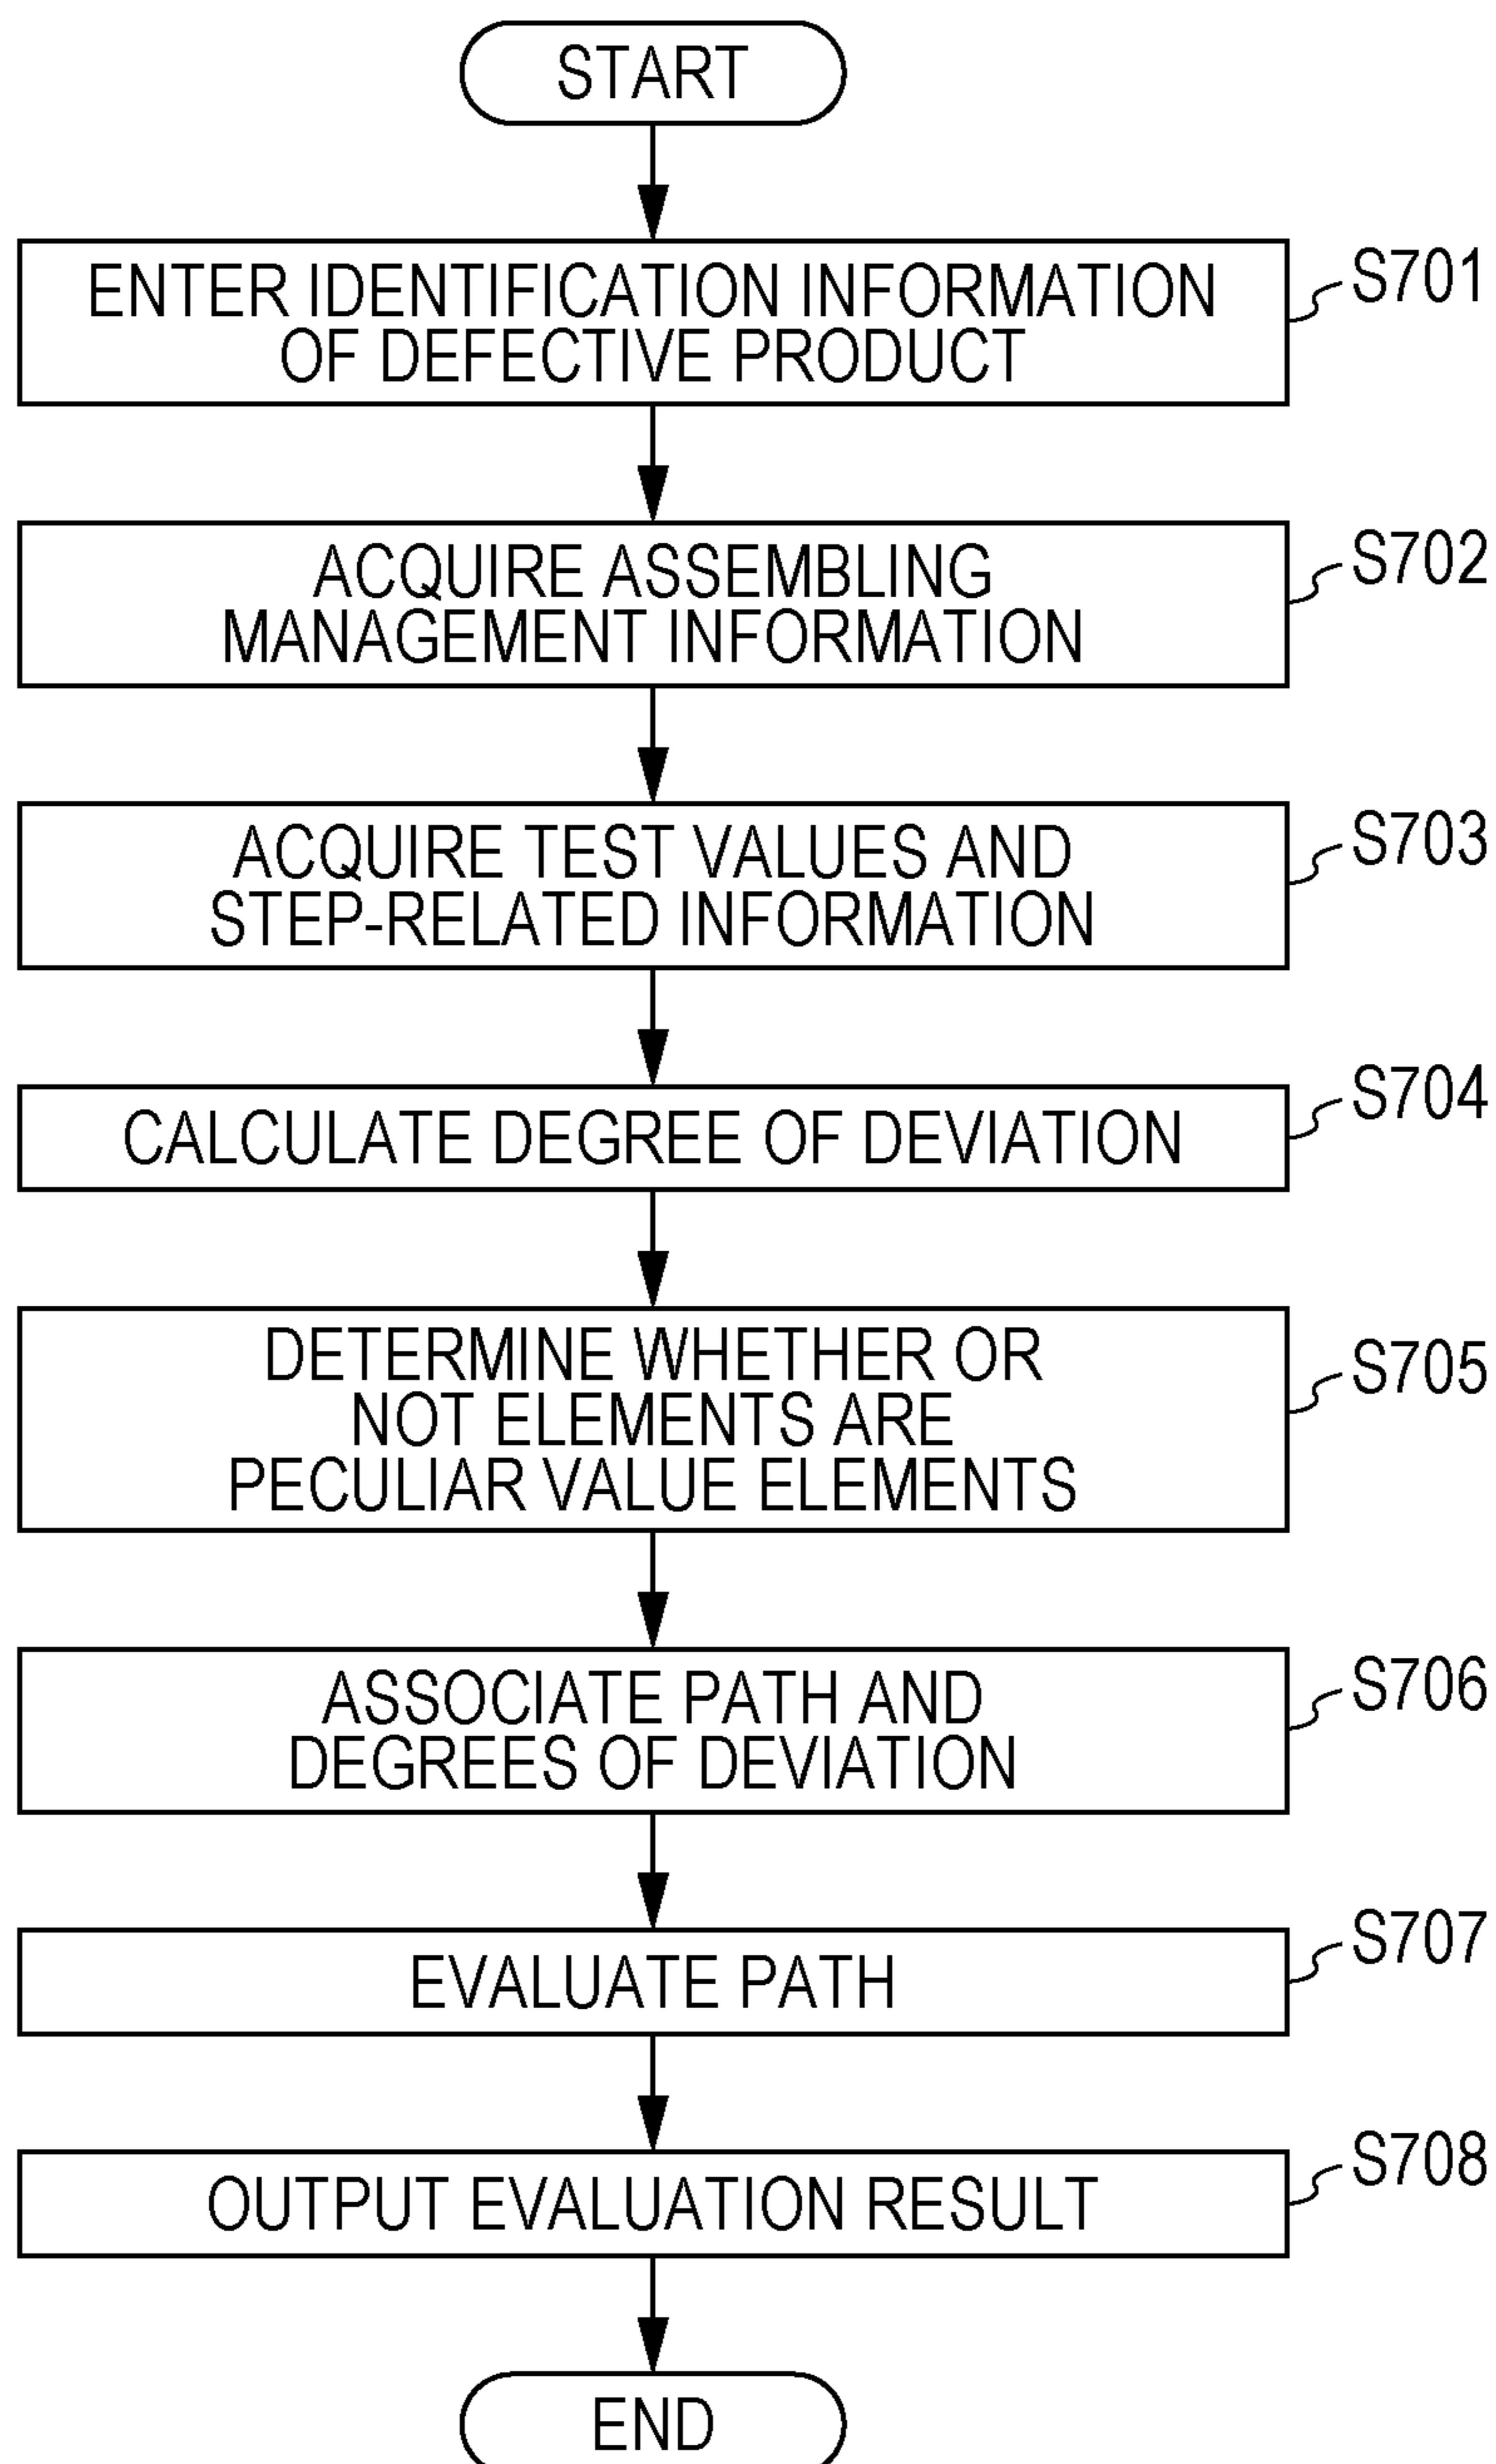 START
ENTER IDENTIFICATION INFORMATION
OF DEFECTIVE PRODUCT
S701
ACQUIRE ASSEMBLING
MANAGEMENT INFORMATION
S702
ACQUIRE TEST VALUES AND
STEP-RELATED INFORMATION
S703
CALCULATE DEGREE OF DEVIATION
S704
DETERMINE WHETHER OR
NOT ELEMENTS ARE
PECULIAR VALUE ELEMENTS
S705
ASSOCIATE PATH AND
DEGREES OF DEVIATION
S706
EVALUATE PATH
S707
OUTPUT EVALUATION RESULT
S708
END